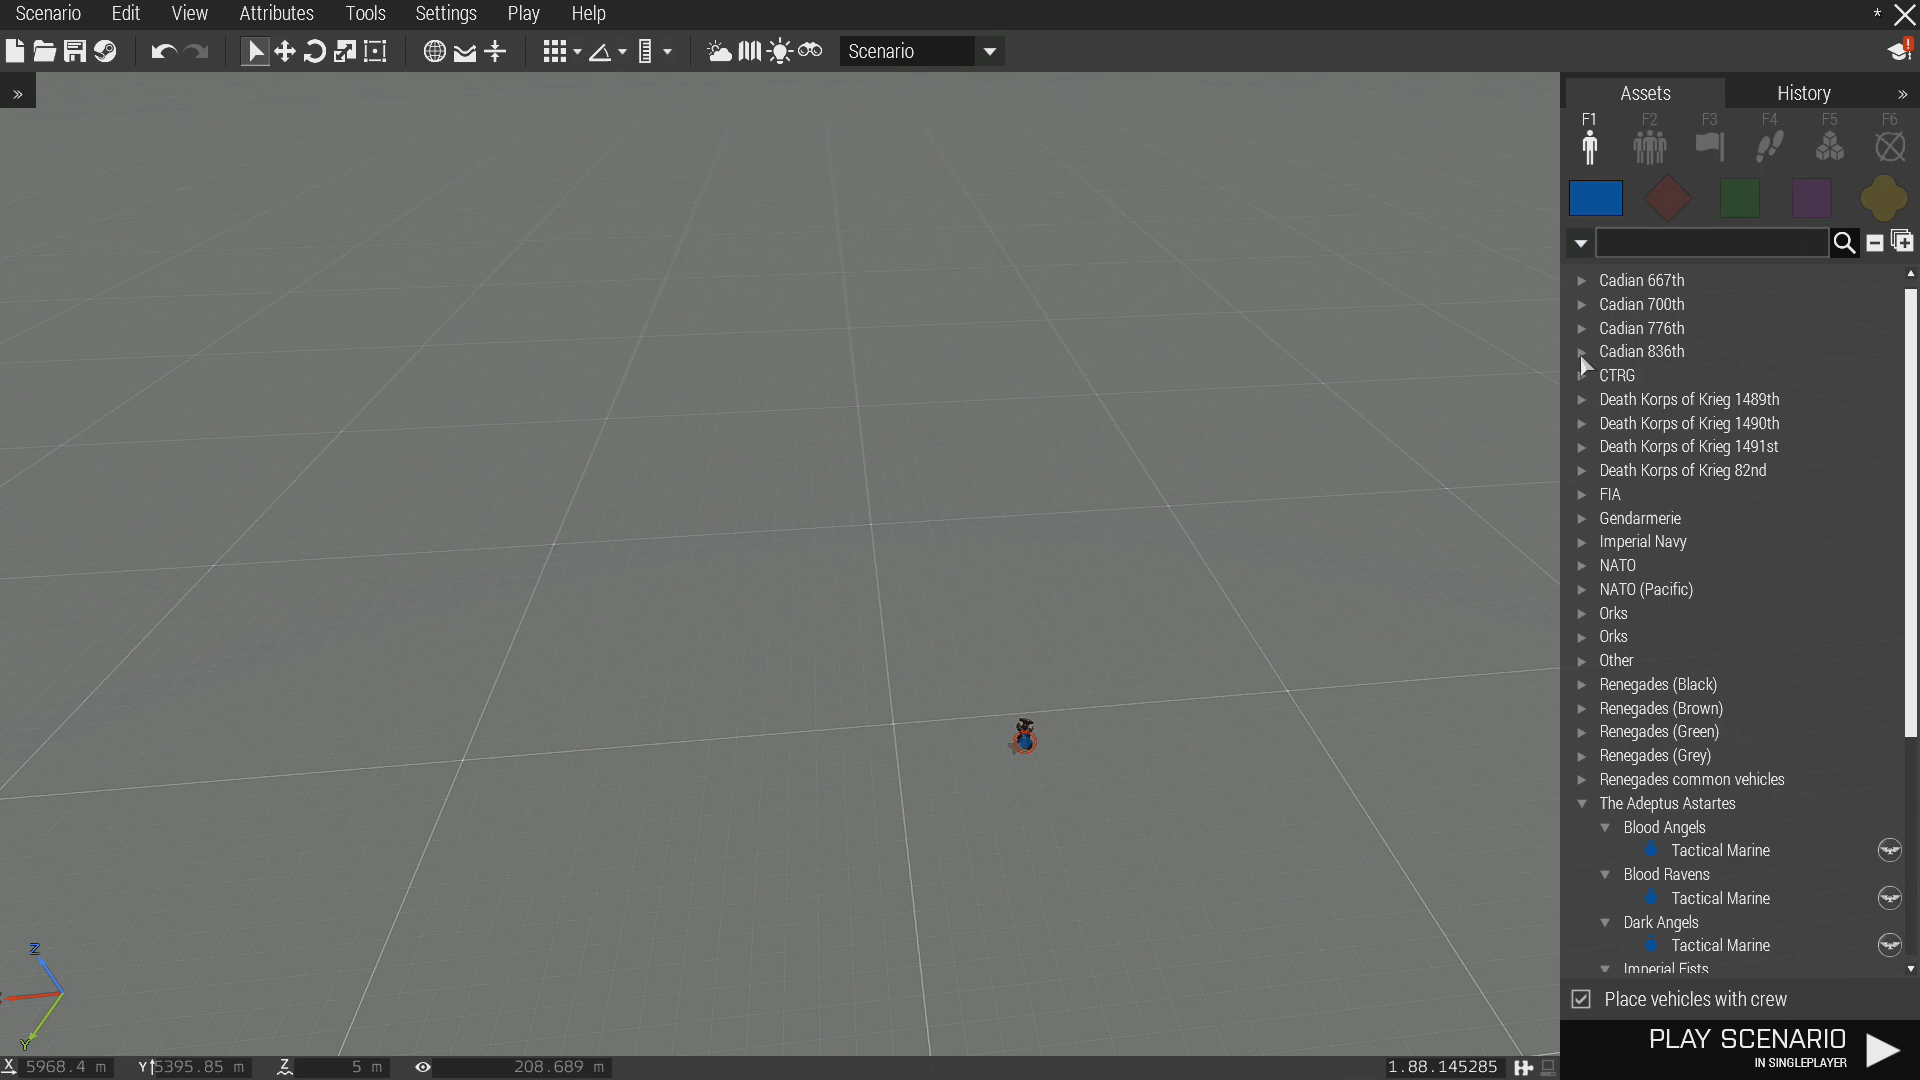 Scenario Edit View Attributes Tools Settings Play Help *
Scenario
»
Assets History »
F1 F2 F3 F4 F5 F6
Cadian 667th
Cadian 700th
Cadian 776th
Cadian 836th
CTRG
Death Korps of Krieg 1489th
Death Korps of Krieg 1490th
Death Korps of Krieg 1491st
Death Korps of Krieg 82nd
FIA
Gendarmerie
Imperial Navy
NATO
NATO (Pacific)
Orks
Orks
Other
Renegades (Black)
Renegades (Brown)
Renegades (Green)
Renegades (Grey)
Renegades common vehicles
The Adeptus Astartes
Blood Angels
Tactical Marine
Blood Ravens
Tactical Marine
Dark Angels
Tactical Marine
Imperial Fists
Place vehicles with crew
PLAY SCENARIO
IN SINGLEPLAYER
Z
Y
X 5968.4 m Y 5395.85 m Z 5 m 208.689 m 1.88.145285